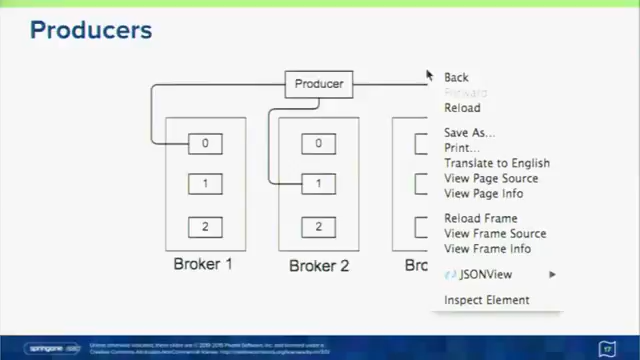 Producers
Producer
0
1
2
Broker 1
0
1
2
Broker 2
Bro
Back
Forward
Reload
Save As...
Print...
Translate to English
View Page Source
View Page Info
Reload Frame
View Frame Source
View Frame Info
JSONView
Inspect Element
springone
17